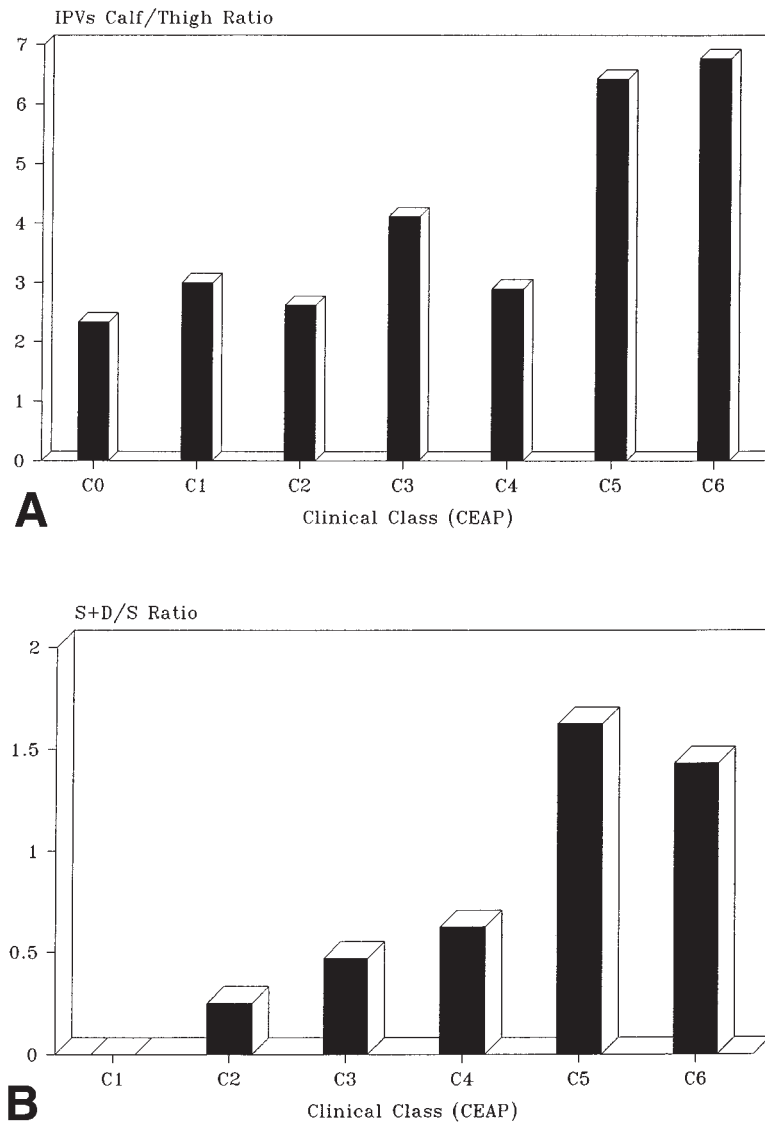 IPVs Calf/Thigh Ratio
7
6
5
4
3
2
1
0
C0 C1 C2 C3 C4 C5 C6
Clinical Class (CEAP)
A
S+D/S Ratio
2
1.5
1
0.5
0
C1 C2 C3 C4 C5 C6
Clinical Class (CEAP)
B